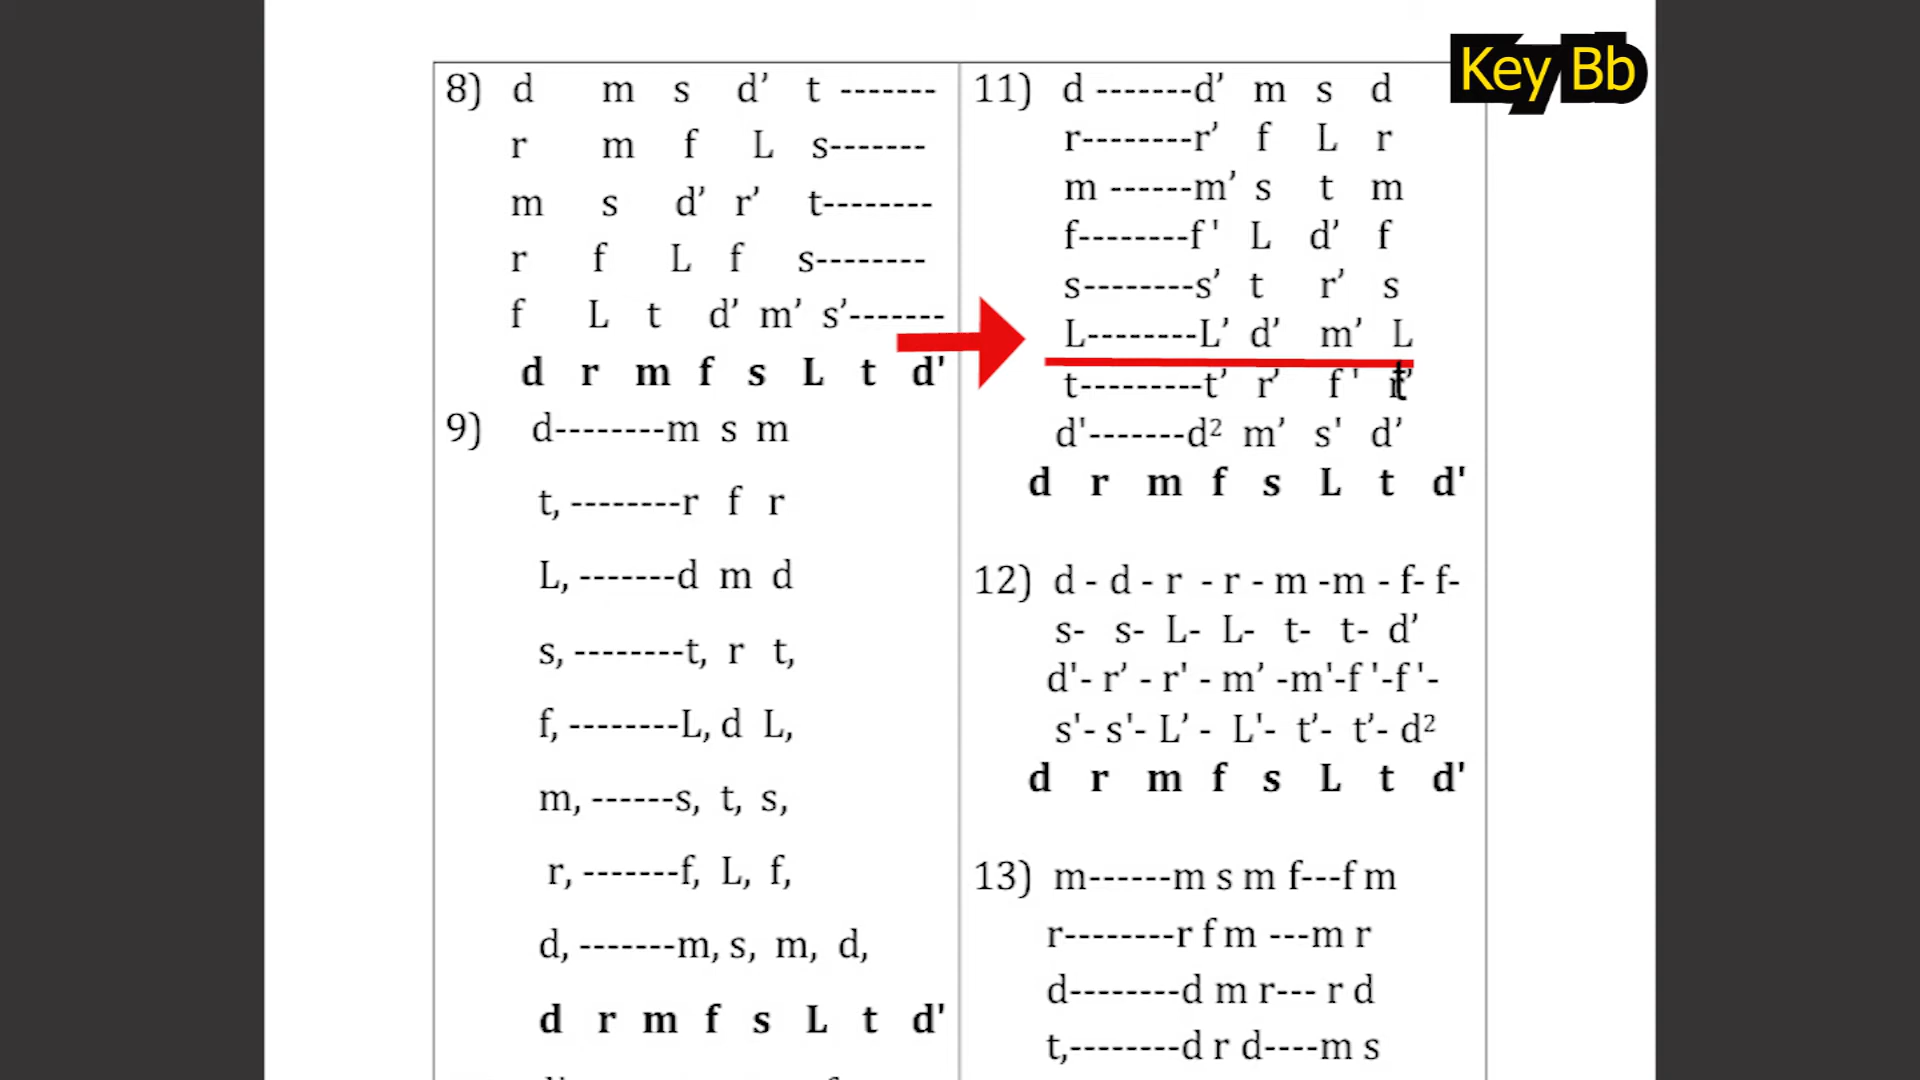 Key Bb
8) d m s d’ t -------
r m f L s-------
m s d’ r’ t--------
r f L f s--------
f L t d’ m’ s’-------
d r m f s L t d'
9) d--------m s m
t, --------r f r
L, -------d m d
s, --------t, r t,
f, --------L, d L,
m, ------s, t, s,
r, -------f, L, f,
d, -------m, s, m, d,
d r m f s L t d'
11) d -------d’ m s d
r--------r’ f L r
m ------m’ s t m
f--------f ' L d’ f
s--------s’ t r’ s
L--------L’ d’ m’ L
t---------t’ r’ f ' t
d'-------d² m’ s' d’
d r m f s L t d'
12) d - d - r - r - m -m - f- f-
s- s- L- L- t- t- d’
d'- r’ - r' - m’ -m'-f '-f '-
s'- s'- L’ - L'- t’- t’- d²
d r m f s L t d'
13) m------m s m f---f m
r--------r f m ---m r
d--------d m r--- r d
t,--------d r d----m s